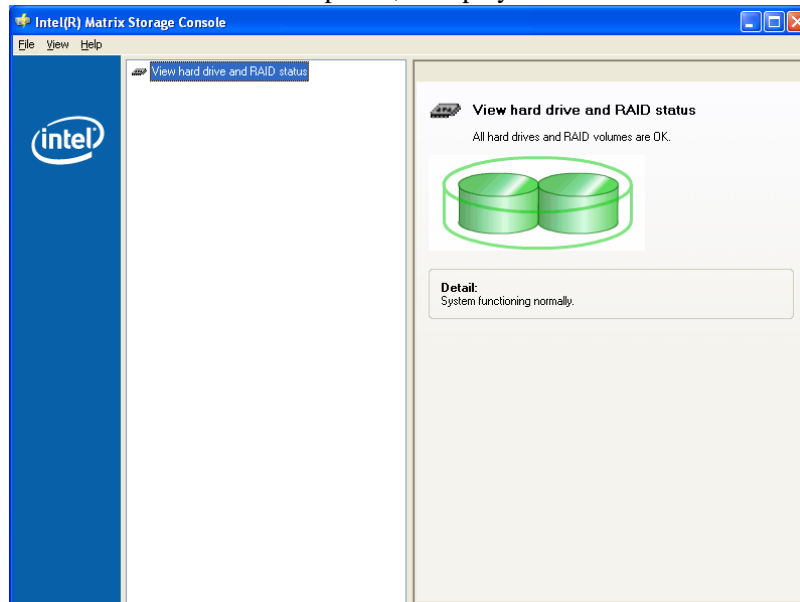 Intel(R) Matrix Storage Console
File View Help
View hard drive and RAID status
intel
View hard drive and RAID status
All hard drives and RAID volumes are OK.
Detail:
System functioning normally.